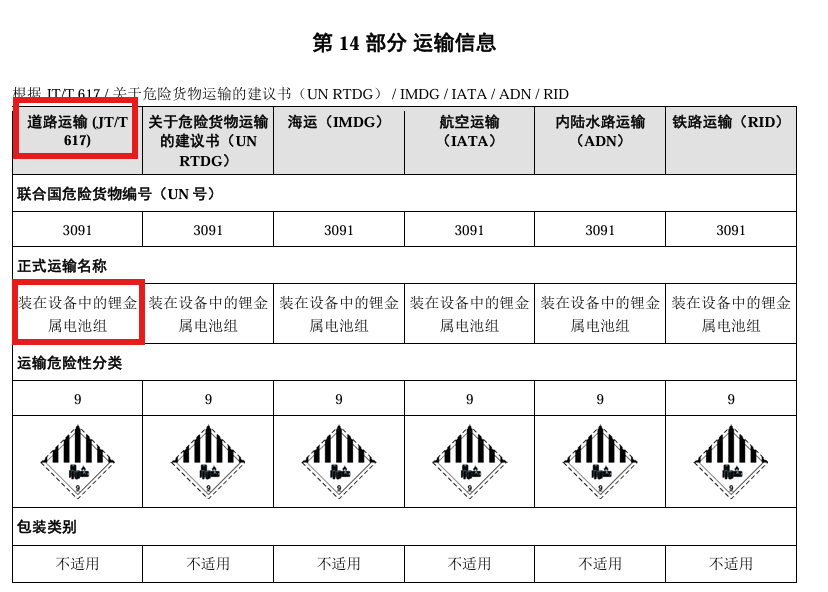 第 14 部分 运输信息
根据 JT/T 617 / 关于危险货物运输的建议书（UN RTDG） / IMDG / IATA / ADN / RID
道路运输 (JT/T 617)
关于危险货物运输的建议书（UN RTDG）
海运（IMDG）
航空运输（IATA）
内陆水路运输（ADN）
铁路运输（RID）
联合国危险货物编号（UN 号）
3091 3091 3091 3091 3091 3091
正式运输名称
装在设备中的锂金属电池组
装在设备中的锂金属电池组
装在设备中的锂金属电池组
装在设备中的锂金属电池组
装在设备中的锂金属电池组
装在设备中的锂金属电池组
运输危险性分类
9 9 9 9 9 9
9 9 9 9 9 9
包装类别
不适用 不适用 不适用 不适用 不适用 不适用